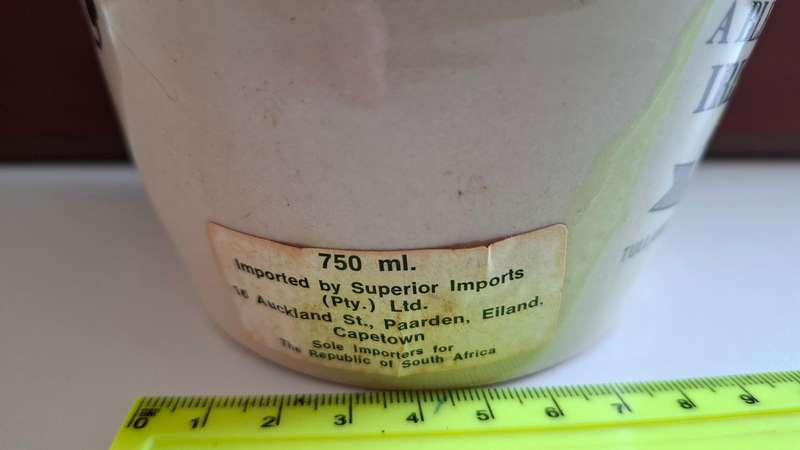 750 ml.
Imported by Superior Imports
(Pty.) Ltd.
16 Auckland St., Paarden, Eiland,
Capetown
Sole Importers for
The Republic of South Africa
0 1 2 3 4 5 6 7 8 9